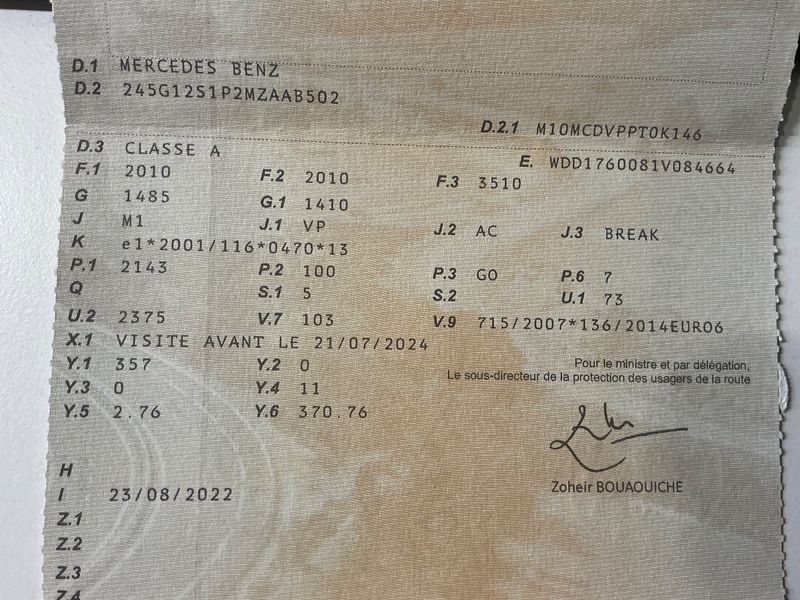 D.1 MERCEDES BENZ
D.2 245G12S1P2MZAAB502
D.2.1 M10MCDVPPT0K146
D.3 CLASSE A
E. WDD1760081V084664
F.1 2010 F.2 2010 F.3 3510
G 1485 G.1 1410
J M1 J.1 VP J.2 AC J.3 BREAK
K e1*2001/116*0470*13
P.1 2143 P.2 100 P.3 GO P.6 7
Q S.1 5 S.2 U.1 73
U.2 2375 V.7 103 V.9 715/2007*136/2014EURO6
X.1 VISITE AVANT LE 21/07/2024
Y.1 357 Y.2 0
Y.3 0 Y.4 11
Y.5 2.76 Y.6 370.76
Pour le ministre et par délégation,
Le sous-directeur de la protection des usagers de la route
Zoheir BOUAOUICHE
H
I 23/08/2022
Z.1
Z.2
Z.3
Z.4